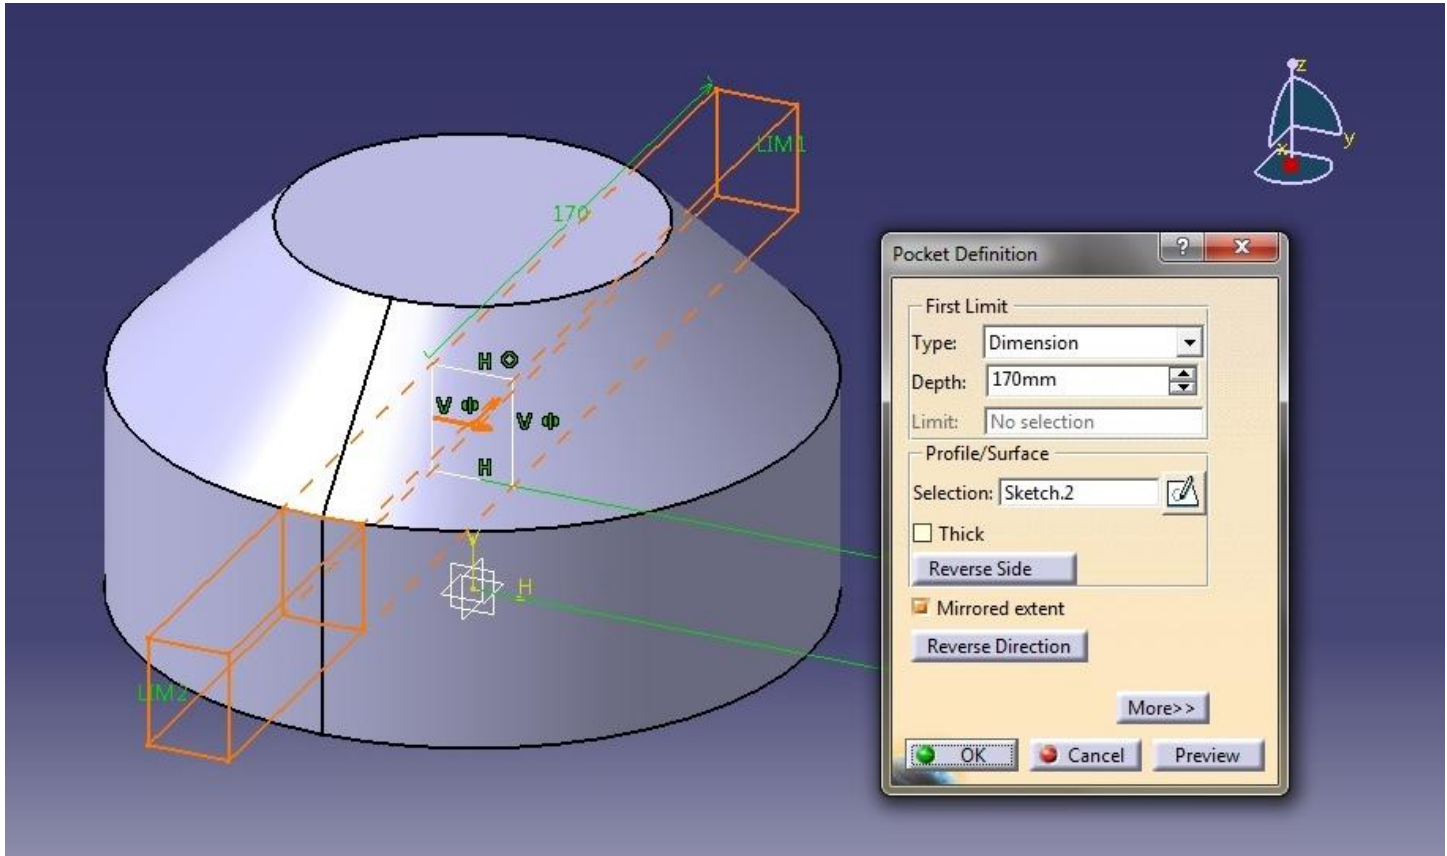 z
y
x
LIM1
170
H
V
V
H
V
H
LIM2
Pocket Definition
?
X
First Limit
Type: Dimension
Depth: 170mm
Limit: No selection
Profile/Surface
Selection: Sketch.2
Thick
Reverse Side
Mirrored extent
Reverse Direction
More>>
OK Cancel Preview